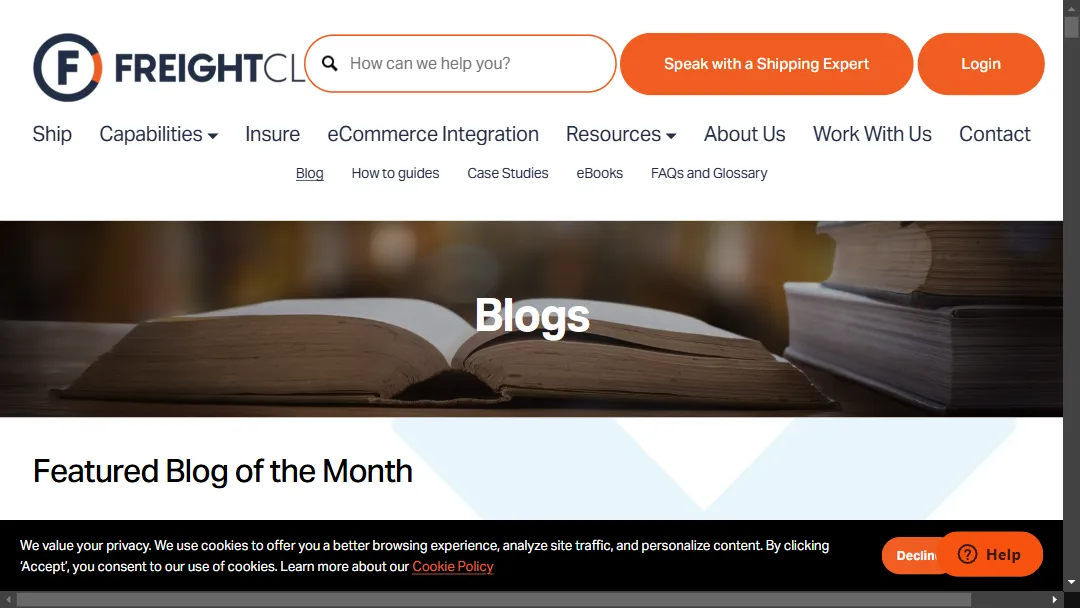 F FREIGHTCL
How can we help you?
Speak with a Shipping Expert
Login
Ship Capabilities Insure eCommerce Integration Resources About Us Work With Us Contact
Blog How to guides Case Studies eBooks FAQs and Glossary
Blogs
Featured Blog of the Month
We value your privacy. We use cookies to offer you a better browsing experience, analyze site traffic, and personalize content. By clicking
'Accept', you consent to our use of cookies. Learn more about our Cookie Policy
Declin
Help